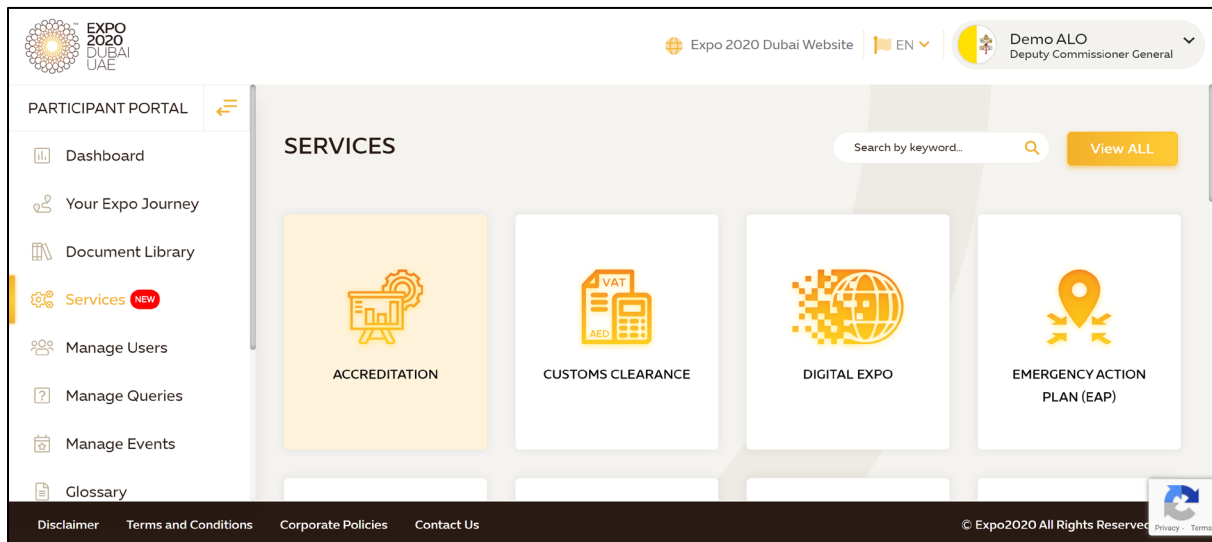 EXPO
2020
DUBAI
UAE
Expo 2020 Dubai Website
EN
Demo ALO
Deputy Commissioner General
PARTICIPANT PORTAL
Dashboard
Your Expo Journey
Document Library
Services NEW
Manage Users
Manage Queries
Manage Events
Glossary
SERVICES
Search by keyword...
View ALL
ACCREDITATION
VAT
AED
CUSTOMS CLEARANCE
DIGITAL EXPO
EMERGENCY ACTION
PLAN (EAP)
Disclaimer Terms and Conditions Corporate Policies Contact Us
© Expo2020 All Rights Reserve
Privacy - Terms